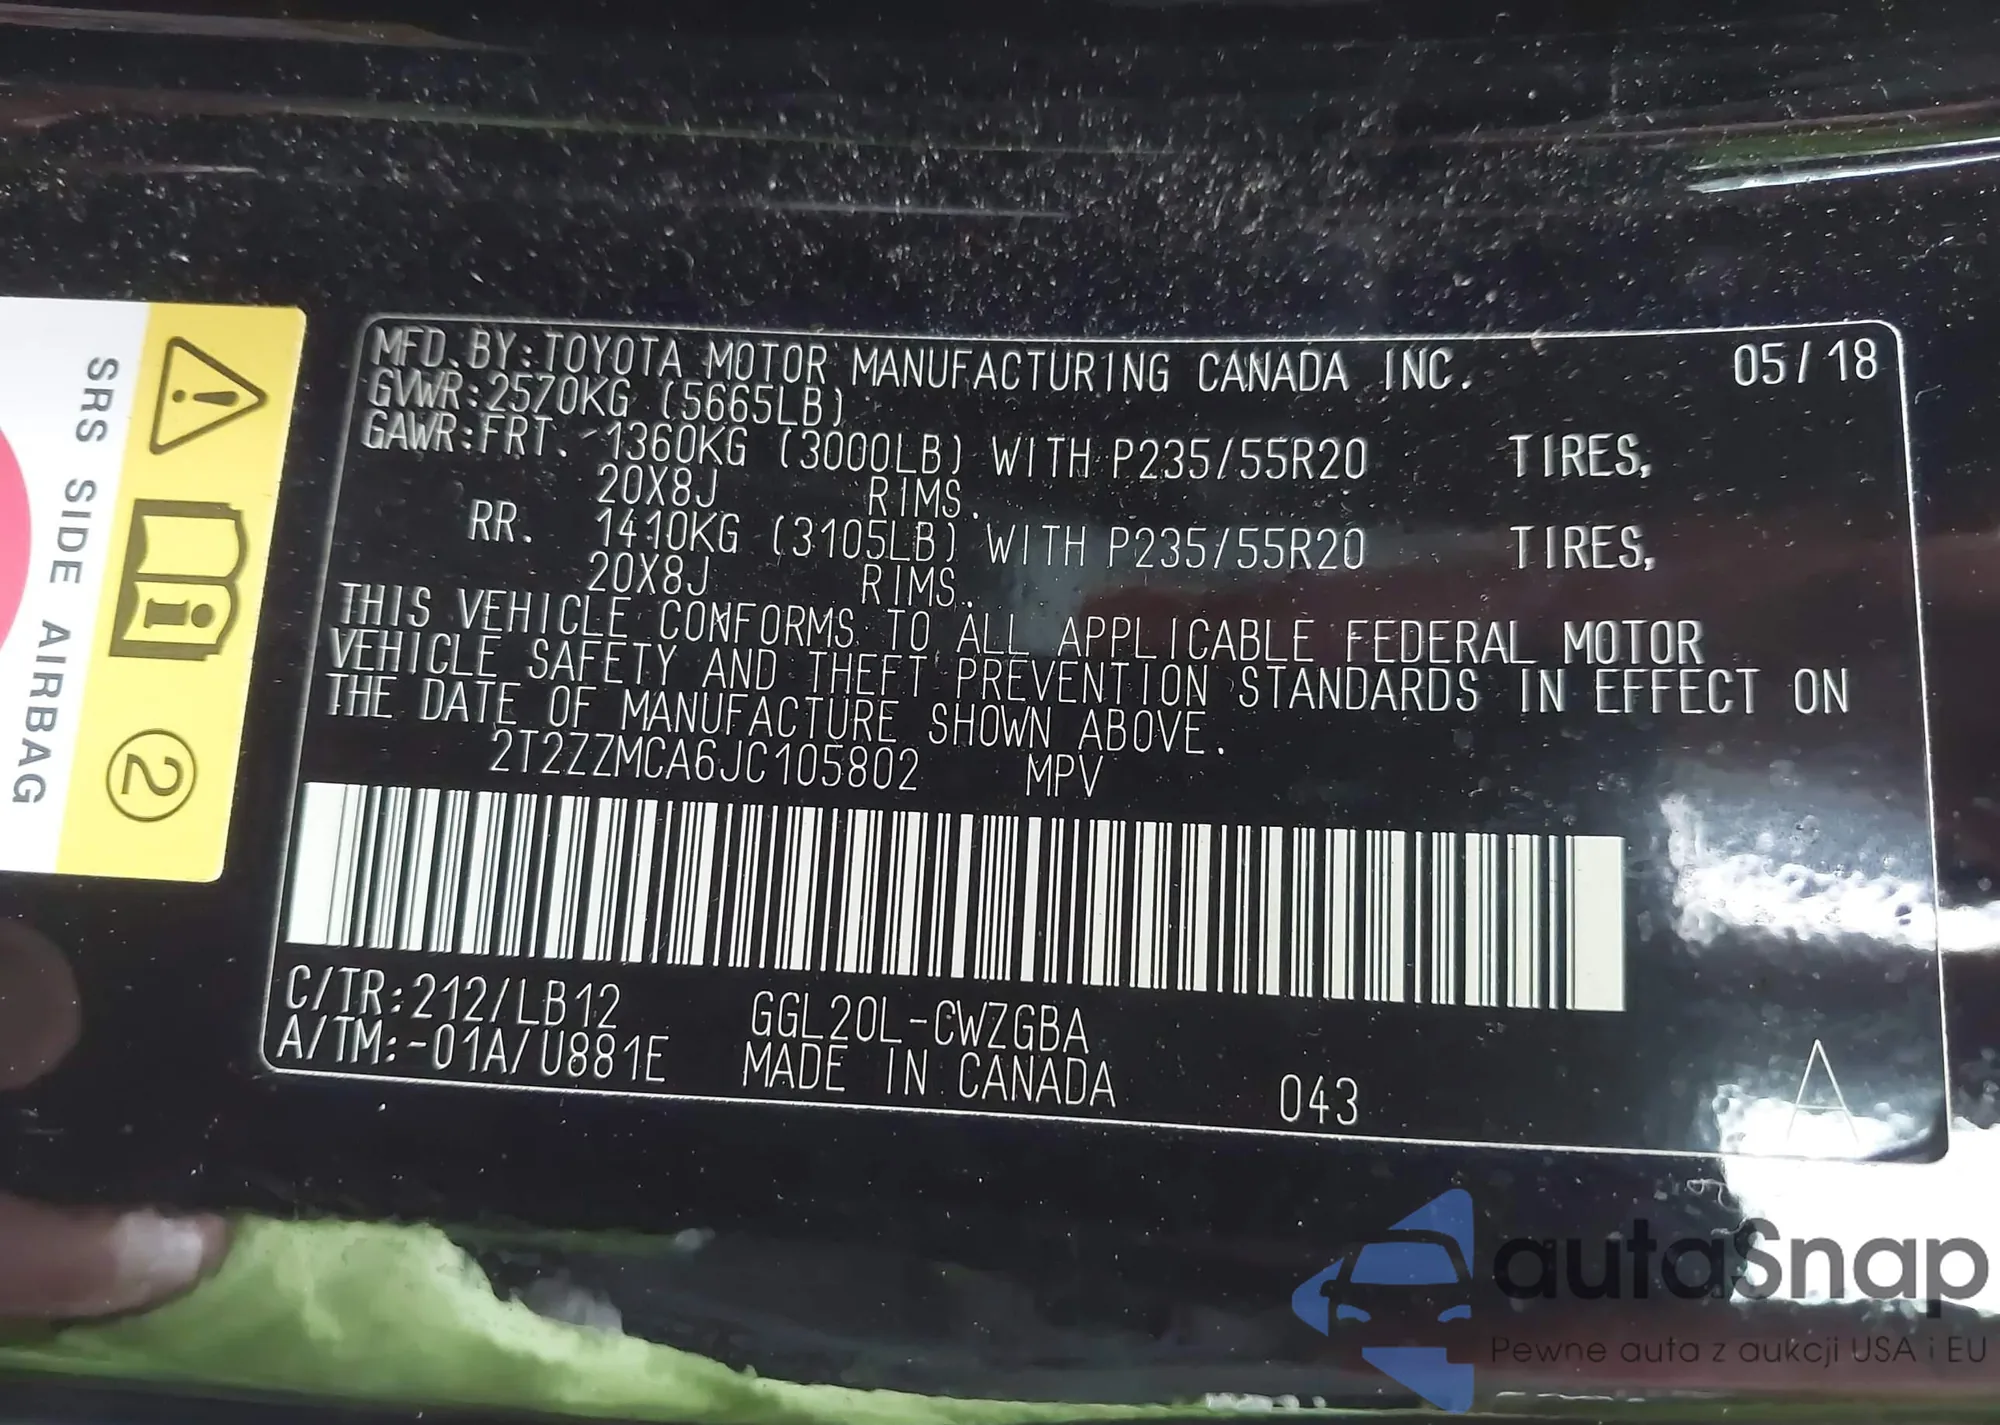 MFD. BY: TOYOTA MOTOR MANUFACTURING CANADA INC. 05/18
GVWR: 2570KG (5665LB)
GAWR: FRT. 1360KG (3000LB) WITH P235/55R20 TIRES,
20X8J RIMS.
RR. 1410KG (3105LB) WITH P235/55R20 TIRES,
20X8J RIMS.
THIS VEHICLE CONFORMS TO ALL APPLICABLE FEDERAL MOTOR
VEHICLE SAFETY AND THEFT PREVENTION STANDARDS IN EFFECT ON
THE DATE OF MANUFACTURE SHOWN ABOVE.
2T2ZZMCA6JC105802 MPV
C/TR: 212/LB12 GGL20L-CWZGBA
A/TM: -01A/U881E MADE IN CANADA 043
A
SRS SIDE AIRBAG
2
autaSnap
Pewne auta z aukcji USA i EU